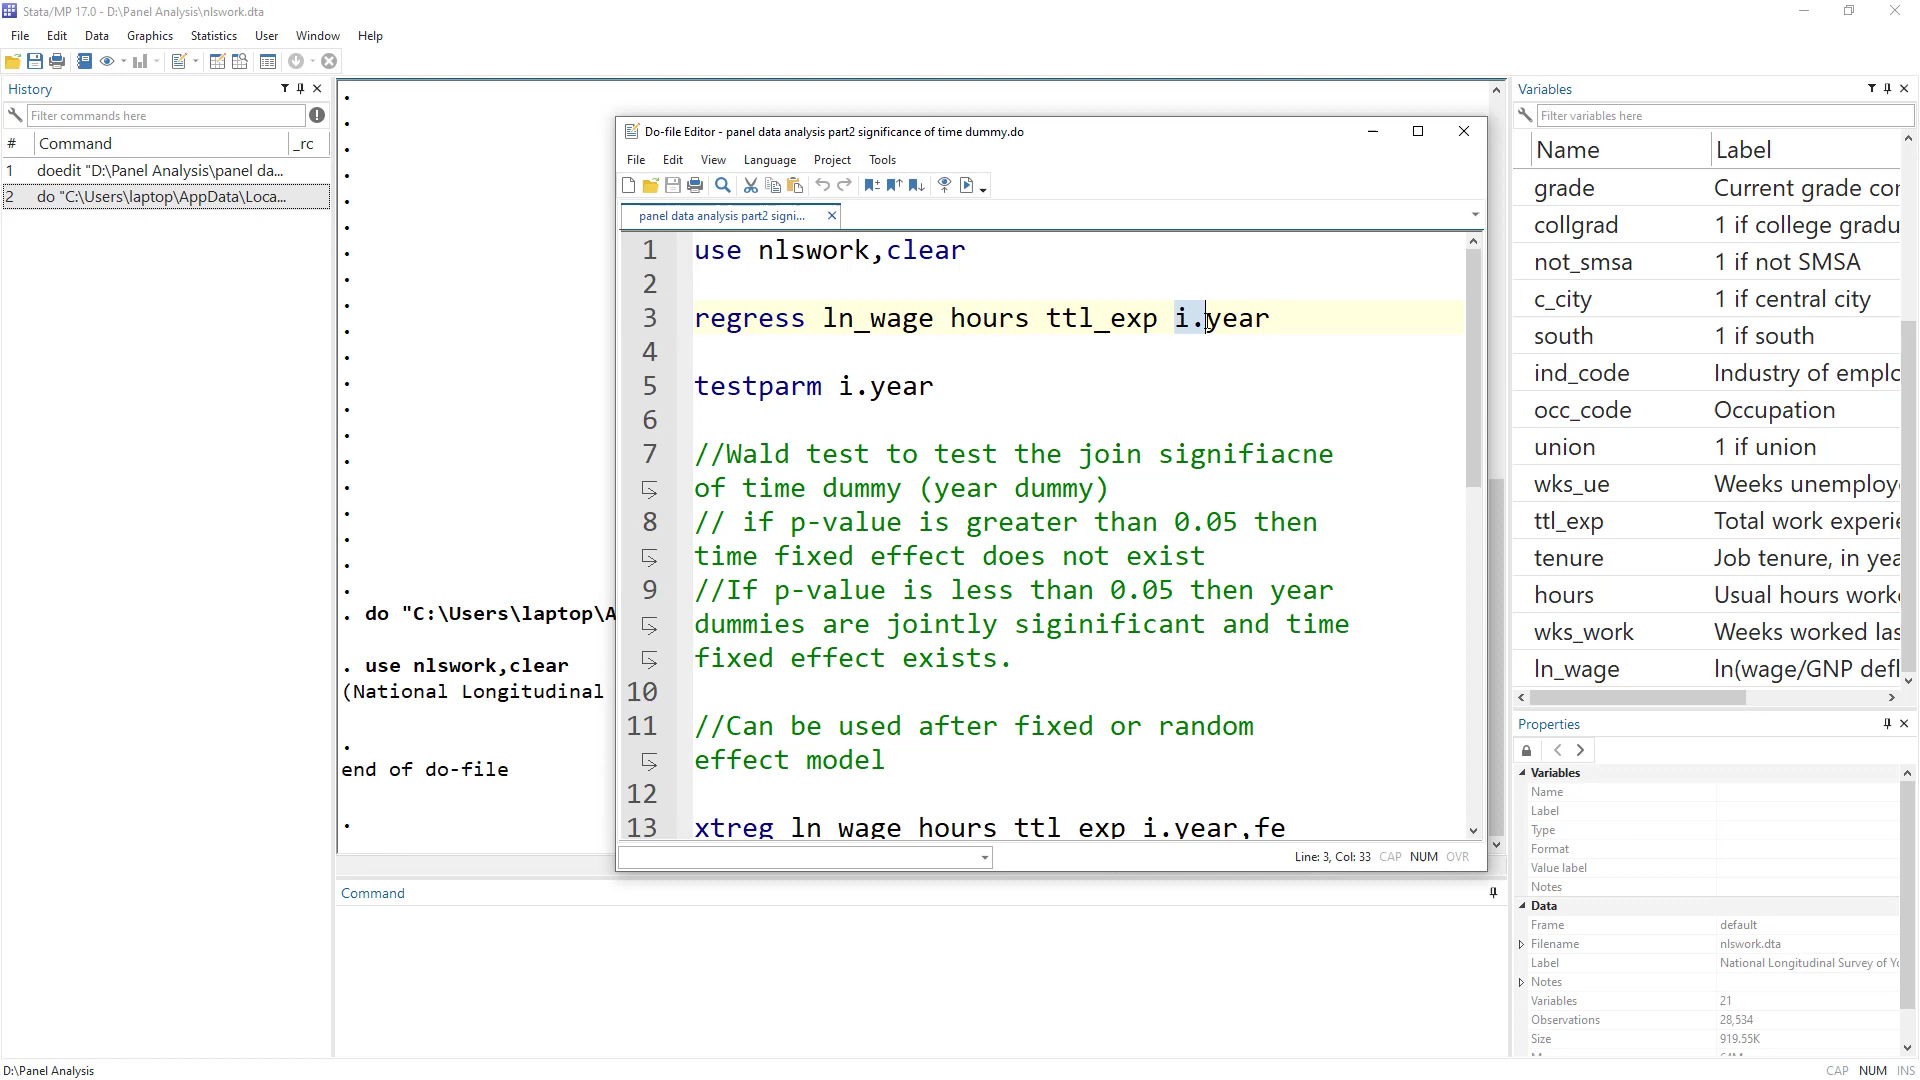 Stata/MP 17.0 - D:\Panel Analysis\nlswork.dta
File Edit Data Graphics Statistics User Window Help
History
Filter commands here
# Command _rc
1 doedit "D:\Panel Analysis\panel da...
2 do "C:\Users\laptop\AppData\Loca...
. do "C:\Users\laptop\A
. use nlswork,clear
(National Longitudinal
.
end of do-file
.
Command
Do-file Editor - panel data analysis part2 significance of time dummy.do
File Edit View Language Project Tools
panel data analysis part2 signi...
1 use nlswork,clear
2
3 regress ln_wage hours ttl_exp i.year
4
5 testparm i.year
6
7 //Wald test to test the join signifiacne
of time dummy (year dummy)
8 // if p-value is greater than 0.05 then
time fixed effect does not exist
9 //If p-value is less than 0.05 then year
dummies are jointly siginificant and time
fixed effect exists.
10
11 //Can be used after fixed or random
effect model
12
13 xtreg ln_wage hours ttl_exp i.year,fe
Line: 3, Col: 33 CAP NUM OVR
Variables
Filter variables here
Name Label
grade Current grade cor
collgrad 1 if college gradu
not_smsa 1 if not SMSA
c_city 1 if central city
south 1 if south
ind_code Industry of emplo
occ_code Occupation
union 1 if union
wks_ue Weeks unemploy
ttl_exp Total work experie
tenure Job tenure, in yea
hours Usual hours work
wks_work Weeks worked las
ln_wage ln(wage/GNP defl
Properties
Variables
Name
Label
Type
Format
Value label
Notes
Data
Frame default
Filename nlswork.dta
Label National Longitudinal Survey of Yo
Notes
Variables 21
Observations 28,534
Size 919.55K
D:\Panel Analysis
CAP NUM INS